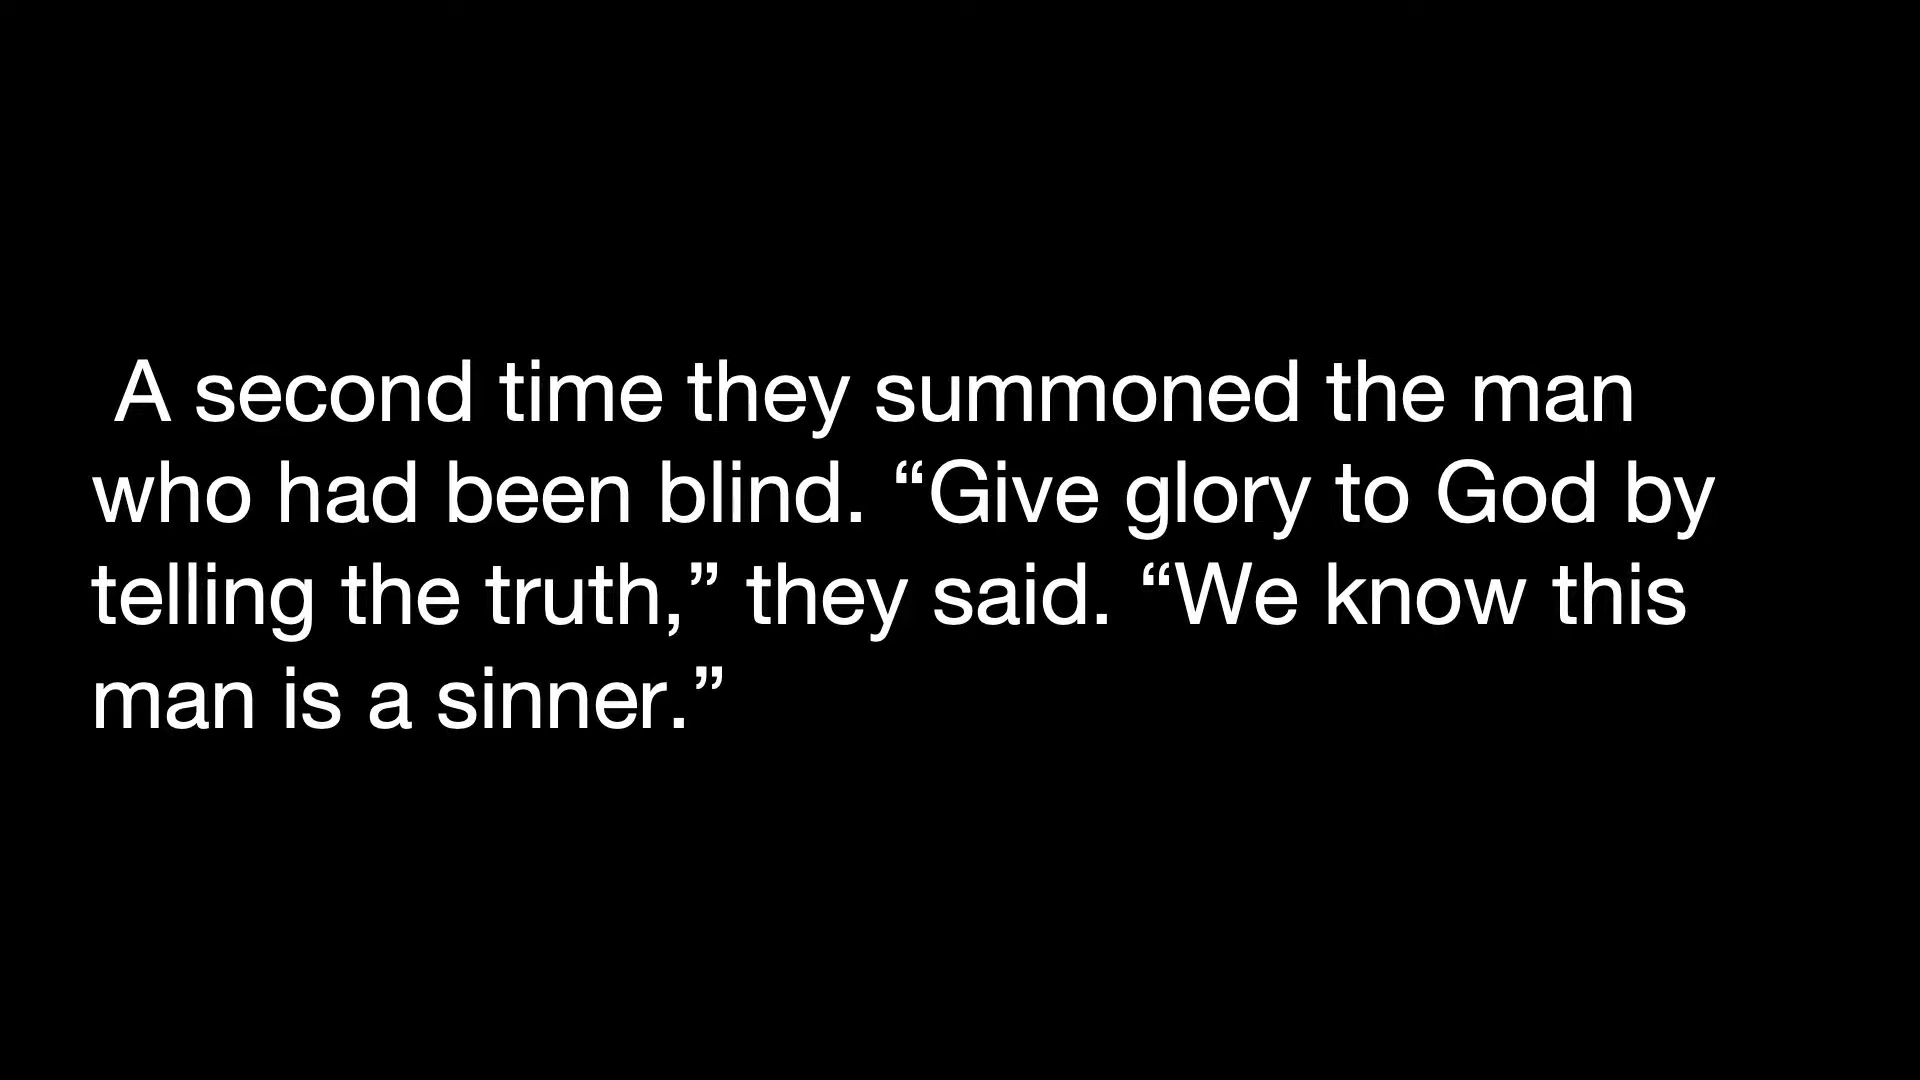 A second time they summoned the man
who had been blind. “Give glory to God by
telling the truth,” they said. “We know this
man is a sinner.”